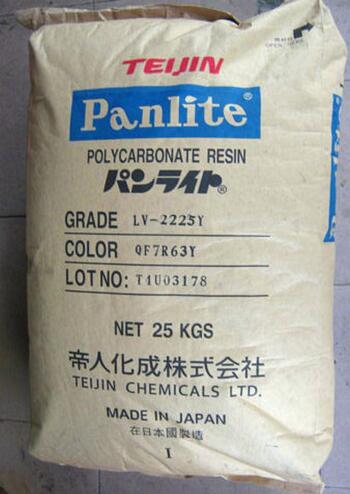 TEIJIN
Panlite®
POLYCARBONATE RESIN
パンライト®
GRADE LV-2225Y
COLOR QF7R63Y
LOT NO: T4U03178
NET 25 KGS
帝人化成株式会社
TEIJIN CHEMICALS LTD.
MADE IN JAPAN
在日本國製造
I